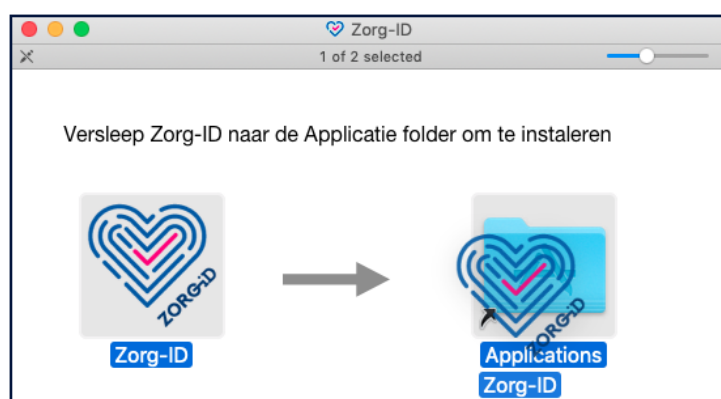 Zorg-ID
1 of 2 selected
Versleep Zorg-ID naar de Applicatie folder om te instaleren
ZORG-iD
ZORG-iD
Zorg-ID
Applications
Zorg-ID